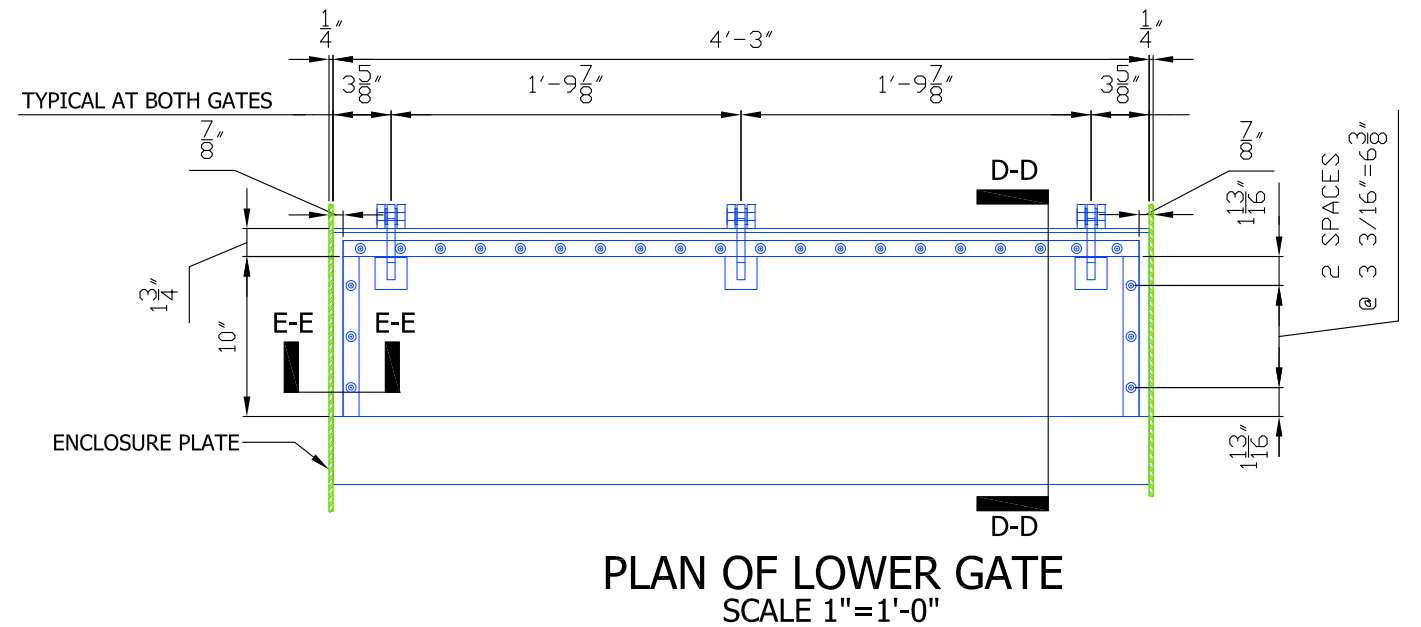 1/4"
4'-3"
1/4"
3 5/8"
1'-9 7/8"
1'-9 7/8"
3 5/8"
TYPICAL AT BOTH GATES
7/8"
7/8"
D-D
1 13/16"
2 SPACES
@ 3 3/16"=6 3/8"
1 3/4"
10"
E-E
E-E
ENCLOSURE PLATE
1 13/16"
D-D
PLAN OF LOWER GATE
SCALE 1"=1'-0"